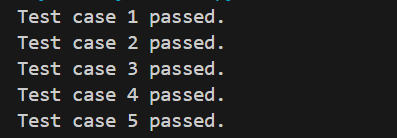 Test case 1 passed.
Test case 2 passed.
Test case 3 passed.
Test case 4 passed.
Test case 5 passed.